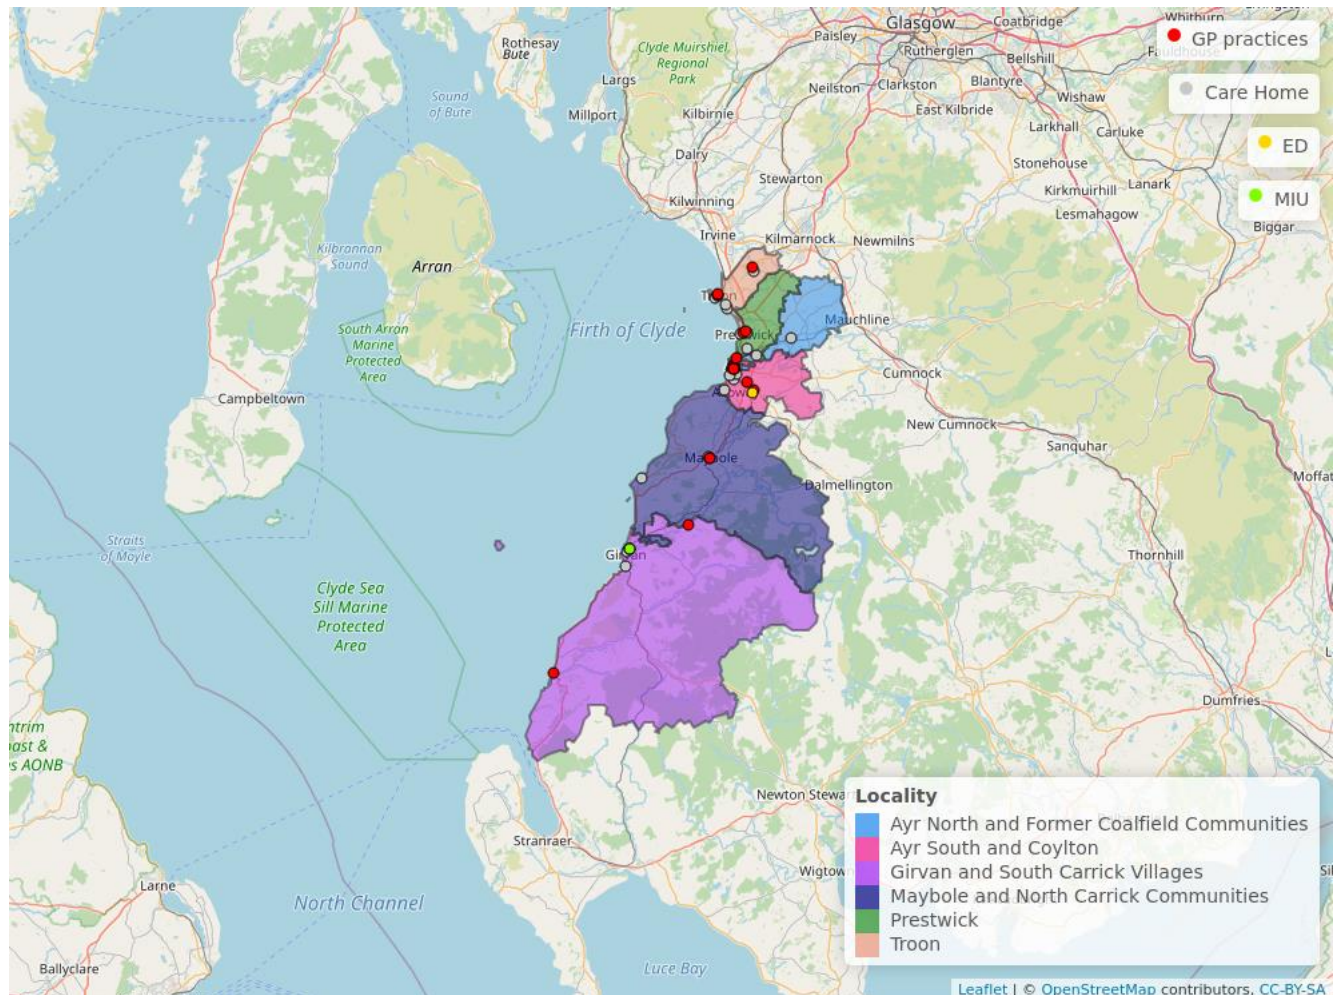 Glasgow
Coatbridge
Whitburn
Paisley
Rutherglen
Bellshill
GP practices
Rothesay
Bute
Clyde Muirshiel
Regional
Park
Largs
Neilston
Clarkston
Blantyre
Wishaw
Care Home
Sound
of Bute
Millport
Kilbirnie
East Kilbride
Larkhall
Carluke
ED
Dalry
Stonehouse
Stewarton
Kirkmuirhill
Lanark
MIU
Kilwinning
Lesmahagow
Biggar
Irvine
Kilmarnock
Newmilns
Kilbrannan
Sound
Arran
Firth of Clyde
South Arran
Marine
Protected
Area
Mauchline
Cumnock
Campbeltown
New Cumnock
Sanquhar
Moffat
Dalmellington
Straits
of Moyle
Thornhill
Clyde Sea
Sill Marine
Protected
Area
Dumfries
ntrim
oast &
s AONB
Newton Stewar
Stranraer
Wigtow
Larne
North Channel
Ballyclare
Luce Bay
Locality
Ayr North and Former Coalfield Communities
Ayr South and Coylton
Girvan and South Carrick Villages
Maybole and North Carrick Communities
Prestwick
Troon
Leaflet | © OpenStreetMap contributors, CC-BY-SA